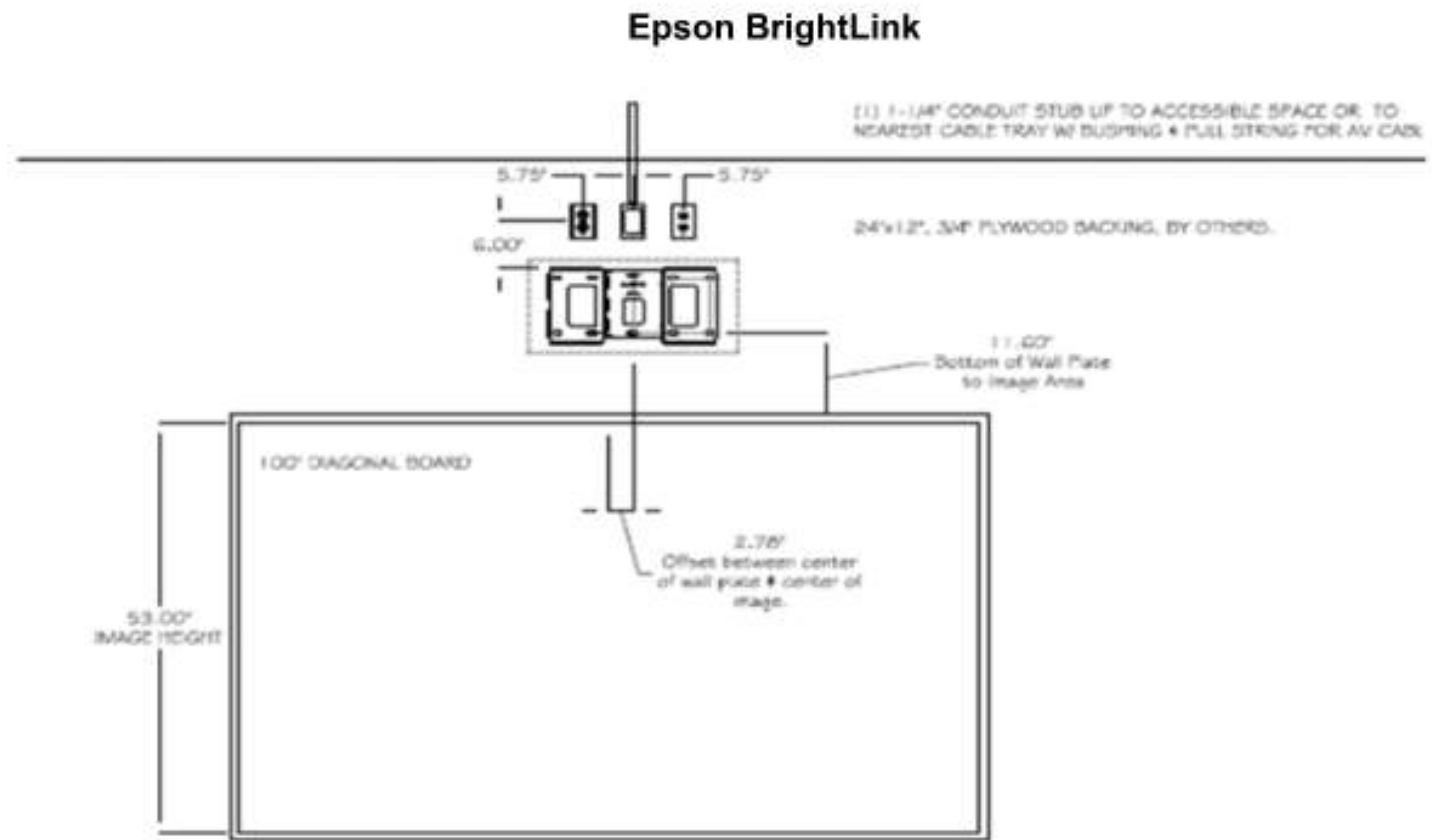 Epson BrightLink
(1) 1-1/4" CONDUIT STUB UP TO ACCESSIBLE SPACE OR TO
NEAREST CABLE TRAY W/ BUSHING & PULL STRING FOR AV CABL
5.75" 5.75"
24"x12", 3/4" PLYWOOD BACKING, BY OTHERS.
6.00"
11.60"
Bottom of Wall Plate
to Image Area
100" DIAGONAL BOARD
2.78"
Offset between center
of wall plate & center of
image.
53.00"
IMAGE HEIGHT